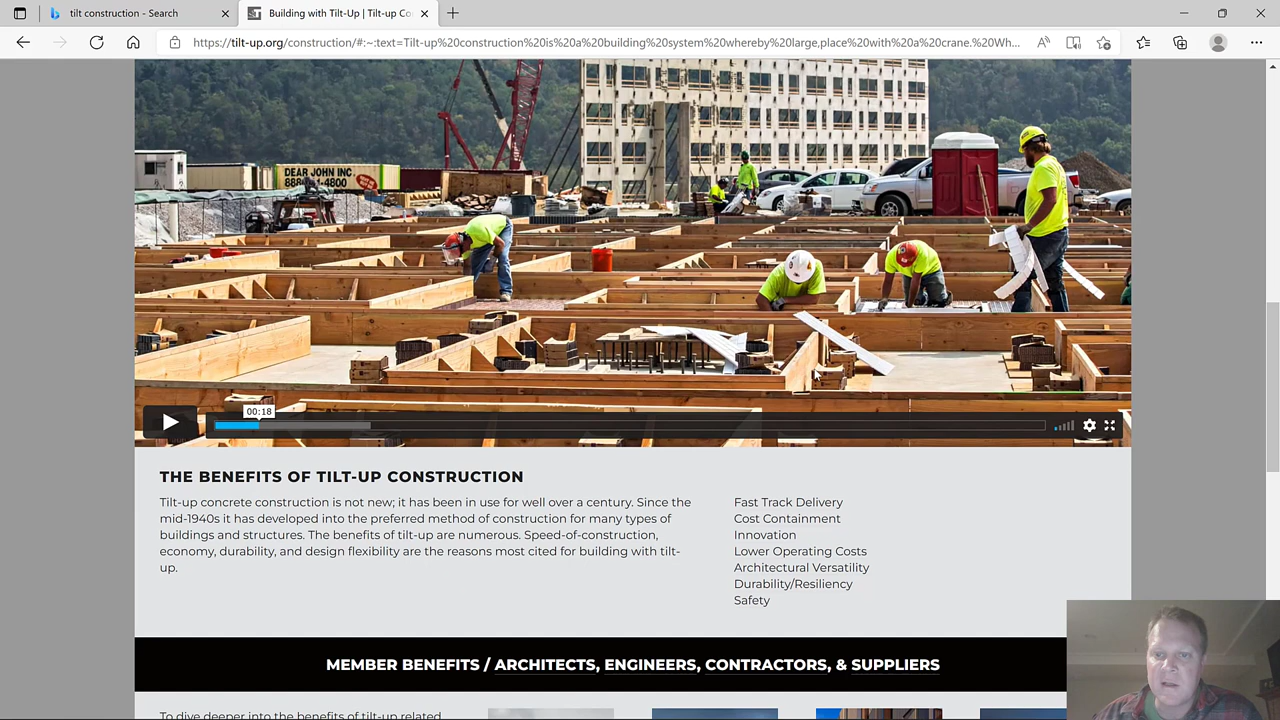 tilt construction - Search
Building with Tilt-Up | Tilt-up Co
https://tilt-up.org/construction/#:~:text=Tilt-up%20construction%20is%20a%20building%20system%20whereby%20large,place%20with%20a%20crane.%20Wh...
DEAR JOHN INC.
00:18
THE BENEFITS OF TILT-UP CONSTRUCTION
Tilt-up concrete construction is not new; it has been in use for well over a century. Since the
mid-1940s it has developed into the preferred method of construction for many types of
buildings and structures. The benefits of tilt-up are numerous. Speed-of-construction,
economy, durability, and design flexibility are the reasons most cited for building with tilt-
up.
Fast Track Delivery
Cost Containment
Innovation
Lower Operating Costs
Architectural Versatility
Durability/Resiliency
Safety
MEMBER BENEFITS / ARCHITECTS, ENGINEERS, CONTRACTORS, & SUPPLIERS
To dive deeper into the benefits of tilt-up related